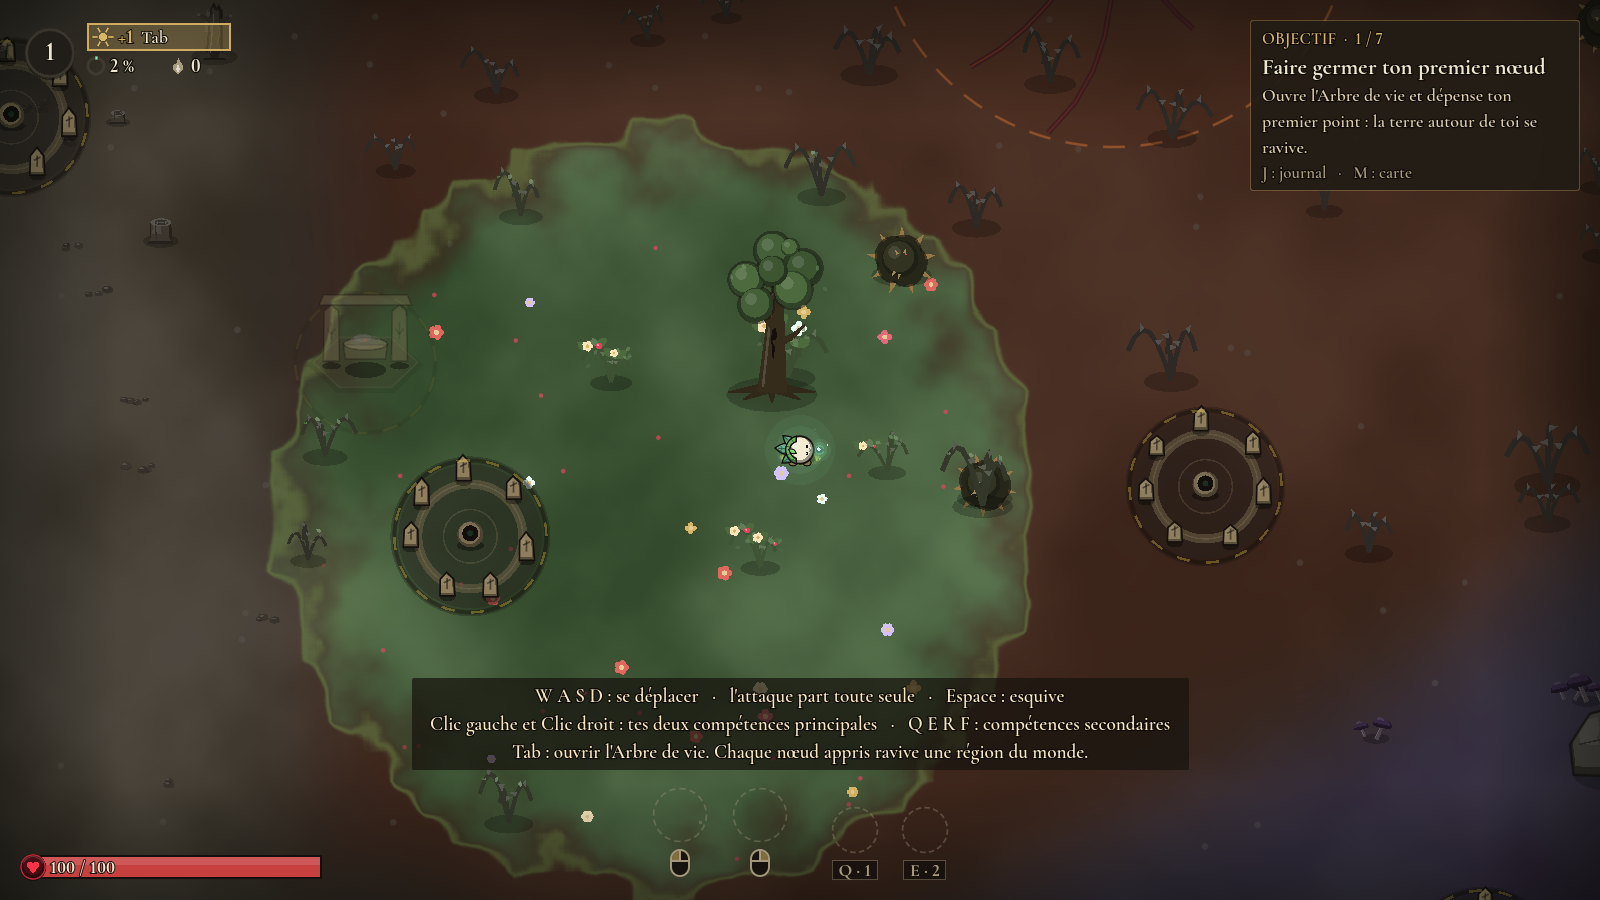 1
+1 Tab
2 %
0
OBJECTIF · 1 / 7
Faire germer ton premier nœud
Ouvre l'Arbre de vie et dépense ton
premier point : la terre autour de toi se
ravive.
J : journal · M : carte
W A S D : se déplacer · l'attaque part toute seule · Espace : esquive
Clic gauche et Clic droit : tes deux compétences principales · Q E R F : compétences secondaires
Tab : ouvrir l'Arbre de vie. Chaque nœud appris ravive une région du monde.
100 / 100
Q · 1
E · 2